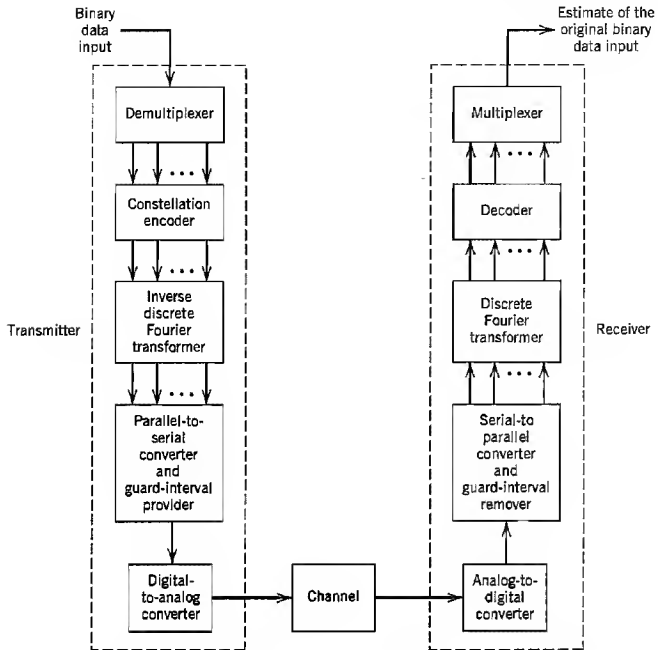 Binary
data
input
Demultiplexer
Constellation
encoder
Inverse
discrete
Fourier
transformer
Transmitter
Parallel-to-
serial
converter
and
guard-interval
provider
Digital-
to-analog
converter
Channel
Estimate of the
original binary
data input
Multiplexer
Decoder
Discrete
Fourier
transformer
Receiver
Serial-to
parallel
converter
and
guard-interval
remover
Analog-to-
digital
converter